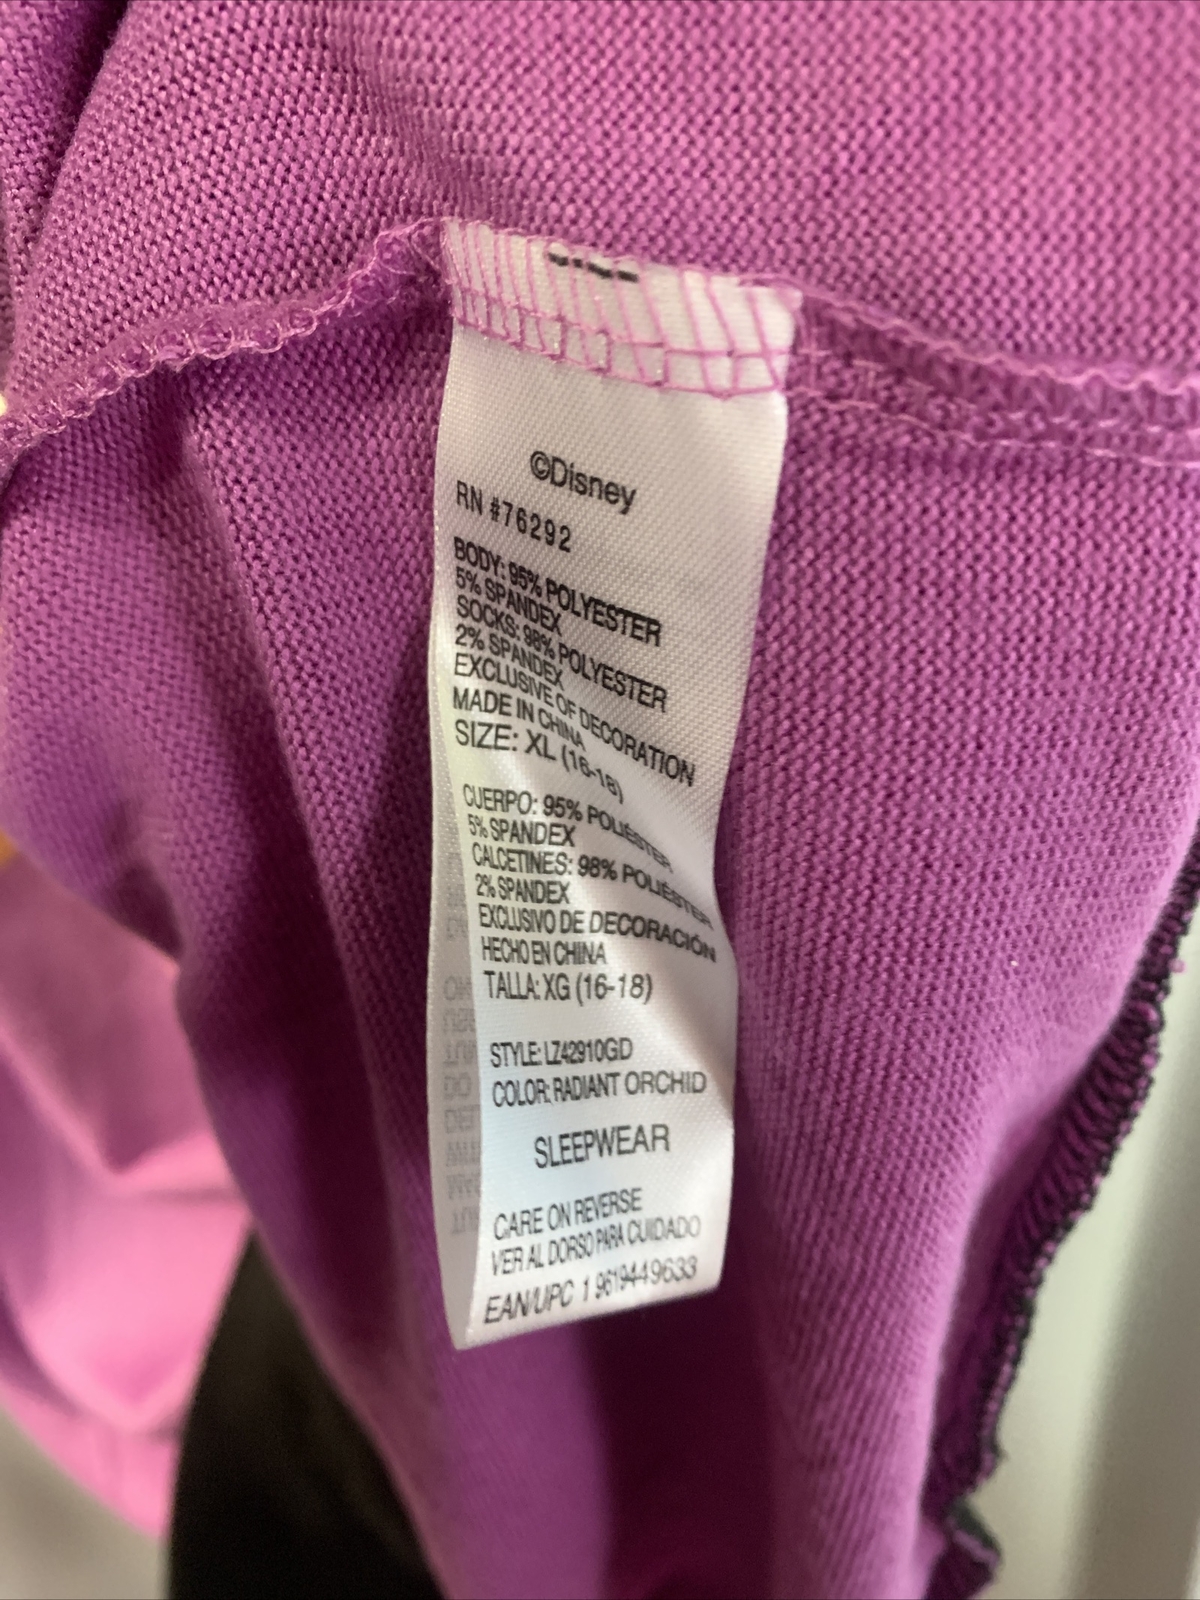 ©Disney
RN #76292
BODY: 95% POLYESTER
5% SPANDEX
SOCKS: 98% POLYESTER
2% SPANDEX
EXCLUSIVE OF DECORATION
MADE IN CHINA
SIZE: XL (16-18)
CUERPO: 95% POLIÉSTER
5% SPANDEX
CALCETINES: 98% POLIÉSTER
2% SPANDEX
EXCLUSIVO DE DECORACIÓN
HECHO EN CHINA
TALLA: XG (16-18)
STYLE: LZ42910GD
COLOR: RADIANT ORCHID
SLEEPWEAR
CARE ON REVERSE
VER AL DORSO PARA CUIDADO
EAN/UPC 1 9619449633